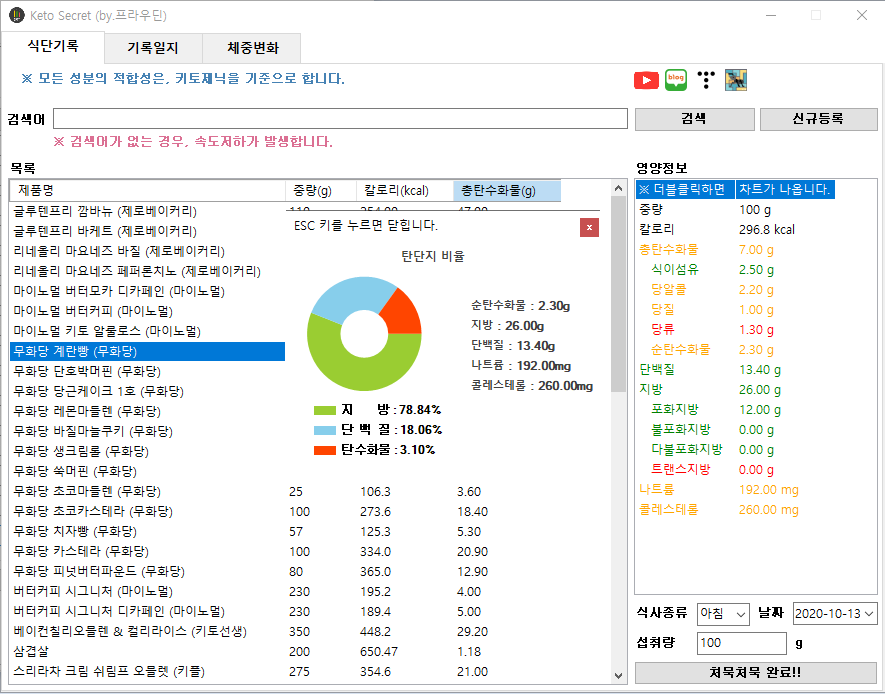 Keto Secret (by.프라우딘)
식단기록 기록일지 체중변화
※ 모든 성분의 적합성은, 키토제닉을 기준으로 합니다.
blog
검색어 검색 신규등록
※ 검색어가 없는 경우, 속도저하가 발생합니다.
목록
제품명 중량(g) 칼로리(kcal) 총탄수화물(g)
글루텐프리 깜바뉴 (제로베이커리)
글루텐프리 바게트 (제로베이커리)
리네올리 마요네즈 바질 (제로베이커리)
리네올리 마요네즈 페퍼론치노 (제로베이커리)
마이노멀 버터모카 디카페인 (마이노멀)
마이노멀 버터커피 (마이노멀)
마이노멀 키토 알룰로스 (마이노멀)
무화당 계란빵 (무화당)
무화당 단호박머핀 (무화당)
무화당 당근케이크 1호 (무화당)
무화당 레몬마들렌 (무화당)
무화당 바질마늘쿠키 (무화당)
무화당 생크림롤 (무화당)
무화당 쑥머핀 (무화당)
무화당 초코마들렌 (무화당) 25 106.3 3.60
무화당 초코카스테라 (무화당) 100 273.6 18.40
무화당 치자빵 (무화당) 57 125.3 5.30
무화당 카스테라 (무화당) 100 334.0 20.90
무화당 피넛버터파운드 (무화당) 80 365.0 12.90
버터커피 시그니처 (마이노멀) 230 195.2 4.00
버터커피 시그니처 디카페인 (마이노멀) 230 189.4 5.00
베이컨칠리오믈렌 & 컬리라이스 (키토선생) 350 448.2 29.20
삼겹살 200 650.47 1.18
스리라차 크림 쉬림프 오믈렛 (키플) 275 354.6 21.00
ESC 키를 누르면 닫힙니다. x
탄단지 비율
순탄수화물 : 2.30g
지방 : 26.00g
단백질 : 13.40g
나트륨 : 192.00mg
콜레스테롤 : 260.00mg
지 방 : 78.84%
단 백 질 : 18.06%
탄수화물 : 3.10%
영양정보
※ 더블클릭하면 차트가 나옵니다.
중량 100 g
칼로리 296.8 kcal
총탄수화물 7.00 g
식이섬유 2.50 g
당알콜 2.20 g
당질 1.00 g
당류 1.30 g
순탄수화물 2.30 g
단백질 13.40 g
지방 26.00 g
포화지방 12.00 g
불포화지방 0.00 g
다불포화지방 0.00 g
트랜스지방 0.00 g
나트륨 192.00 mg
콜레스테롤 260.00 mg
식사종류 아침 날짜 2020-10-13
섭취량 100 g
쳐묵쳐묵 완료!!